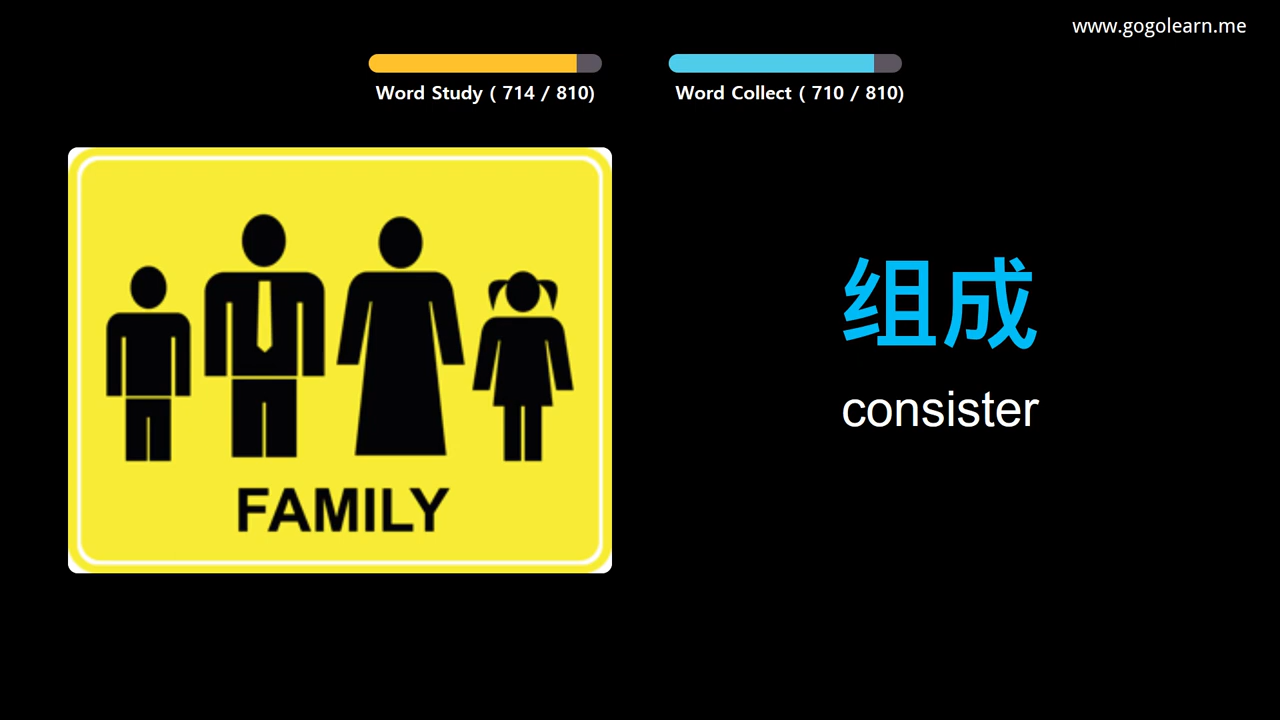 www.gogolearn.me
Word Study ( 714 / 810)
Word Collect ( 710 / 810)
FAMILY
组成
consister